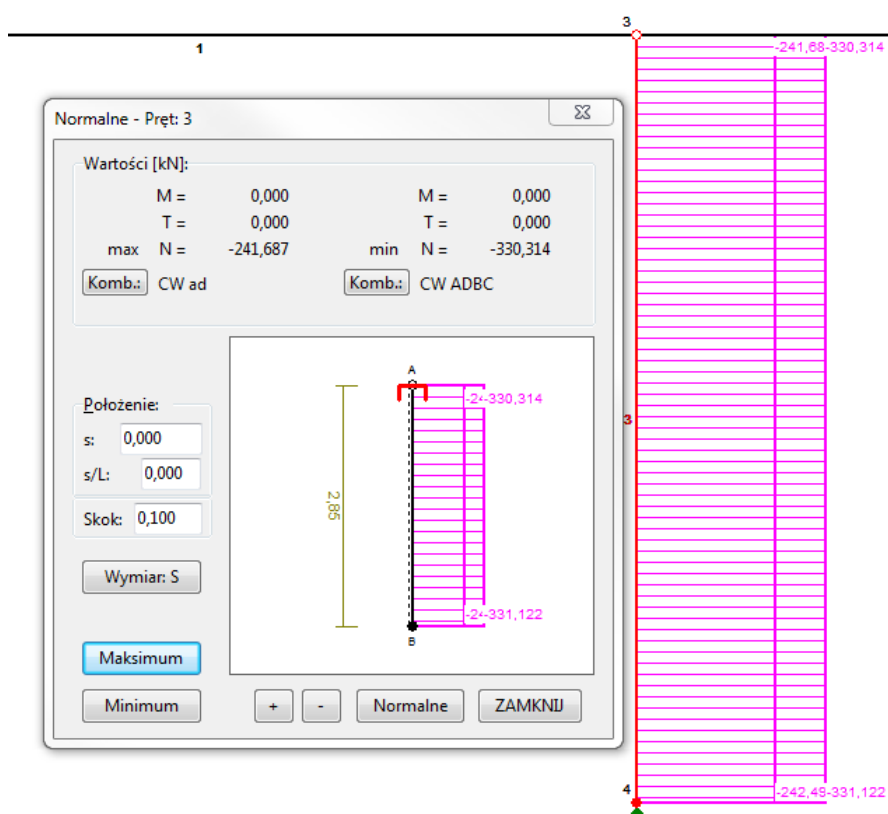 3
1
-241,68-330,314
Normalne - Pręt: 3
Wartości [kN]:
M = 0,000 M = 0,000
T = 0,000 T = 0,000
max N = -241,687 min N = -330,314
Komb.: CW ad Komb.: CW ADBC
A
-24-330,314
Położenie:
s: 0,000
s/L: 0,000
Skok: 0,100
2,85
3
Wymiar: S
-24-331,122
B
Maksimum
Minimum + - Normalne ZAMKNIJ
4
-242,48-331,122